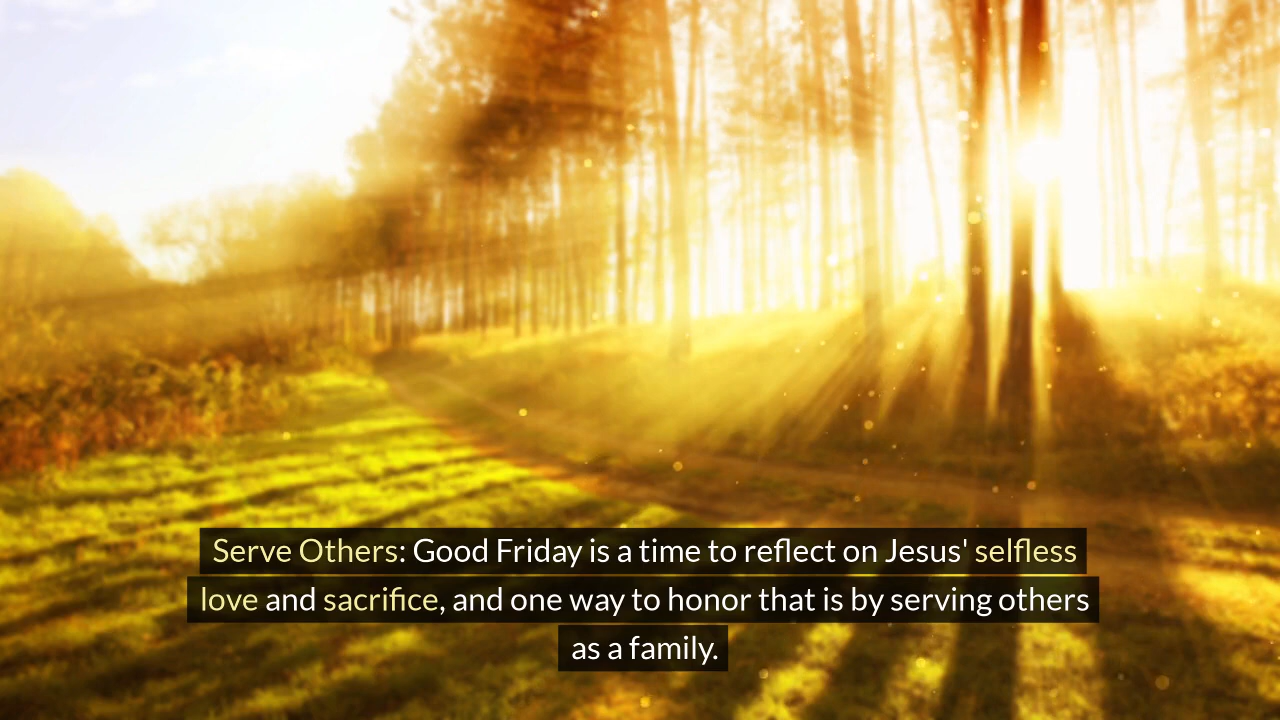 Serve Others: Good Friday is a time to reflect on Jesus' selfless
love and sacrifice, and one way to honor that is by serving others
as a family.